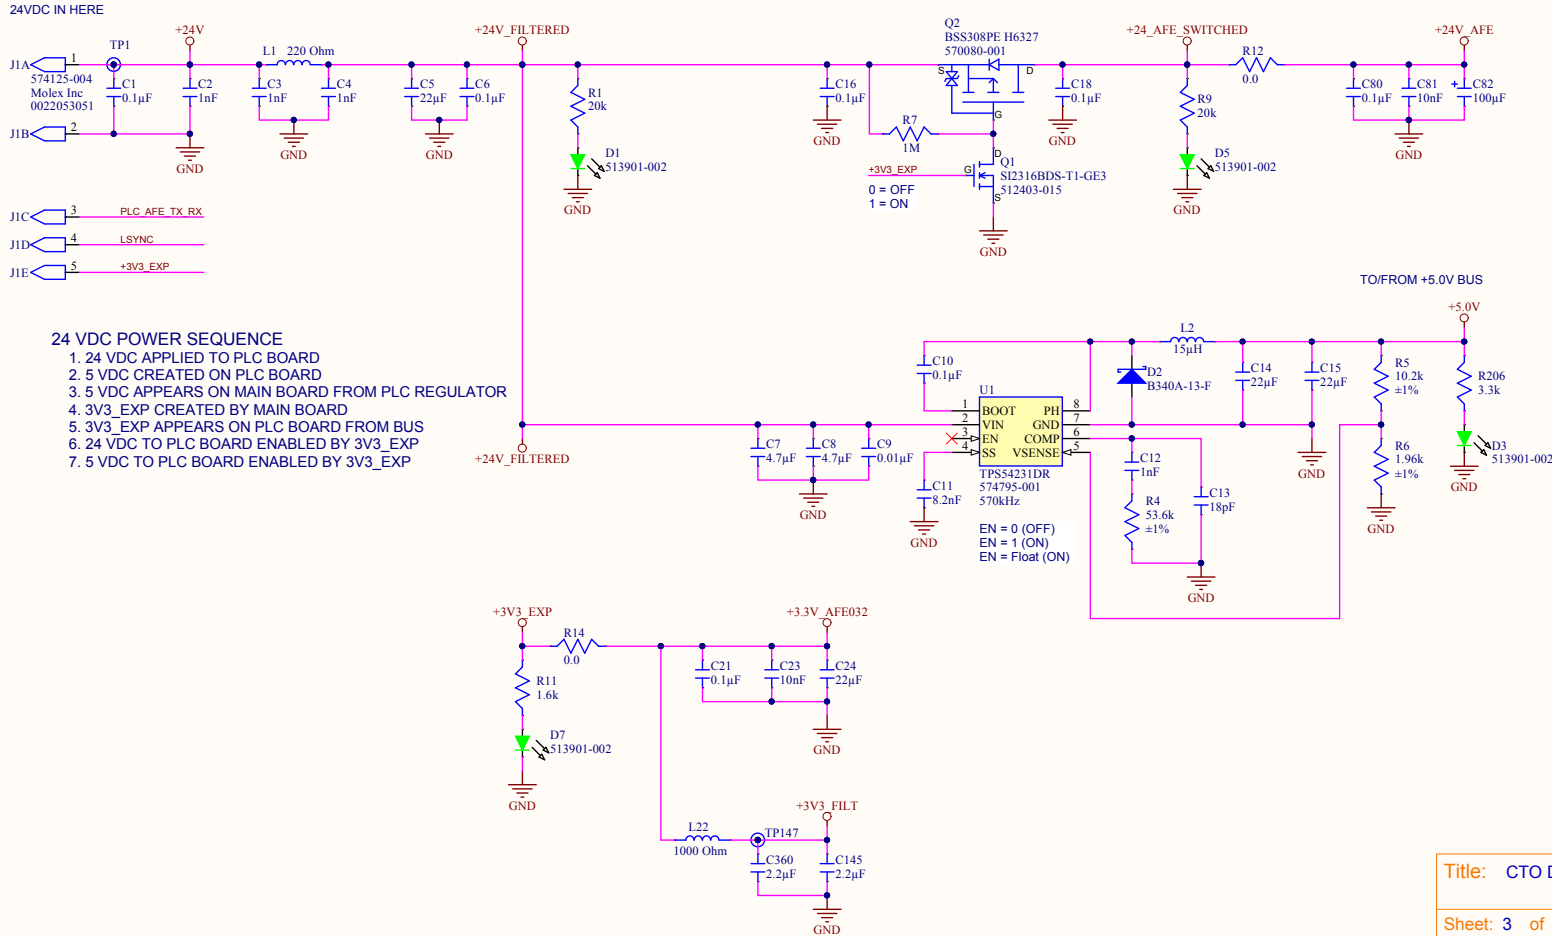 24VDC IN HERE
J1A
1
574125-004
Molex Inc
0022053051
J1B
2
TP1
C1
0.1µF
+24V
C2
1nF
GND
L1
220 Ohm
C3
1nF
C4
1nF
GND
C5
22µF
C6
0.1µF
GND
+24V_FILTERED
R1
20k
D1
513901-002
GND
C16
0.1µF
GND
R7
1M
Q2
BSS308PE H6327
570080-001
S
D
G
+3V3_EXP
0 = OFF
1 = ON
G
D
Q1
SI2316BDS-T1-GE3
512403-015
S
GND
C18
0.1µF
GND
+24_AFE_SWITCHED
R9
20k
D5
513901-002
GND
R12
0.0
+24V_AFE
C80
0.1µF
C81
10nF
C82
100µF
+
GND
J1C
3
PLC_AFE_TX_RX
J1D
4
LSYNC
J1E
5
+3V3_EXP
24 VDC POWER SEQUENCE
1. 24 VDC APPLIED TO PLC BOARD
2. 5 VDC CREATED ON PLC BOARD
3. 5 VDC APPEARS ON MAIN BOARD FROM PLC REGULATOR
4. 3V3_EXP CREATED BY MAIN BOARD
5. 3V3_EXP APPEARS ON PLC BOARD FROM BUS
6. 24 VDC TO PLC BOARD ENABLED BY 3V3_EXP
7. 5 VDC TO PLC BOARD ENABLED BY 3V3_EXP
+24V_FILTERED
C7
4.7µF
C8
4.7µF
C9
0.01µF
GND
C10
0.1µF
C11
8.2nF
GND
U1
1
BOOT
PH
8
2
VIN
GND
7
3
EN
COMP
6
4
SS
VSENSE
5
TPS54231DR
574795-001
570kHz
EN = 0 (OFF)
EN = 1 (ON)
EN = Float (ON)
D2
B340A-13-F
L2
15µH
C12
1nF
R4
53.6k
±1%
C13
18pF
GND
C14
22µF
C15
22µF
GND
TO/FROM +5.0V BUS
+5.0V
R5
10.2k
±1%
R6
1.96k
±1%
GND
R206
3.3k
D3
513901-002
GND
+3V3_EXP
R14
0.0
R11
1.6k
D7
513901-002
GND
+3.3V_AFE032
C21
0.1µF
C23
10nF
C24
22µF
GND
L22
1000 Ohm
TP147
+3V3_FILT
C360
2.2µF
C145
2.2µF
GND
Title: CTO D
Sheet: 3 of